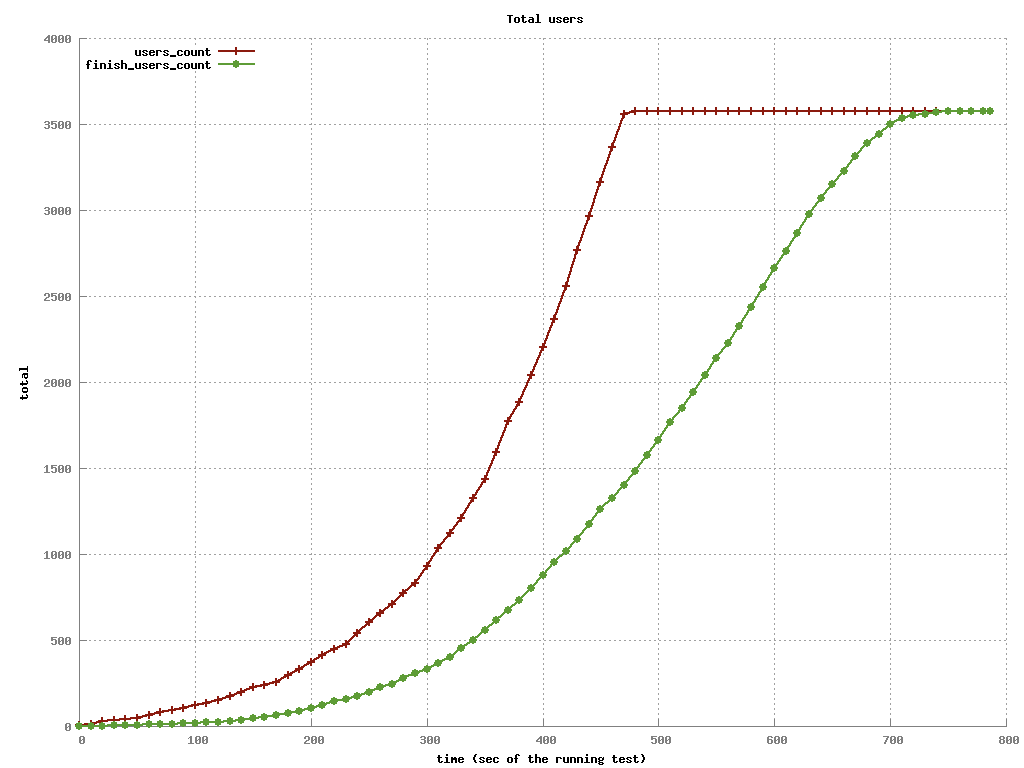 Total users
users_count
finish_users_count
4000
3500
3000
2500
2000
1500
1000
500
0
total
0 100 200 300 400 500 600 700 800
time (sec of the running test)